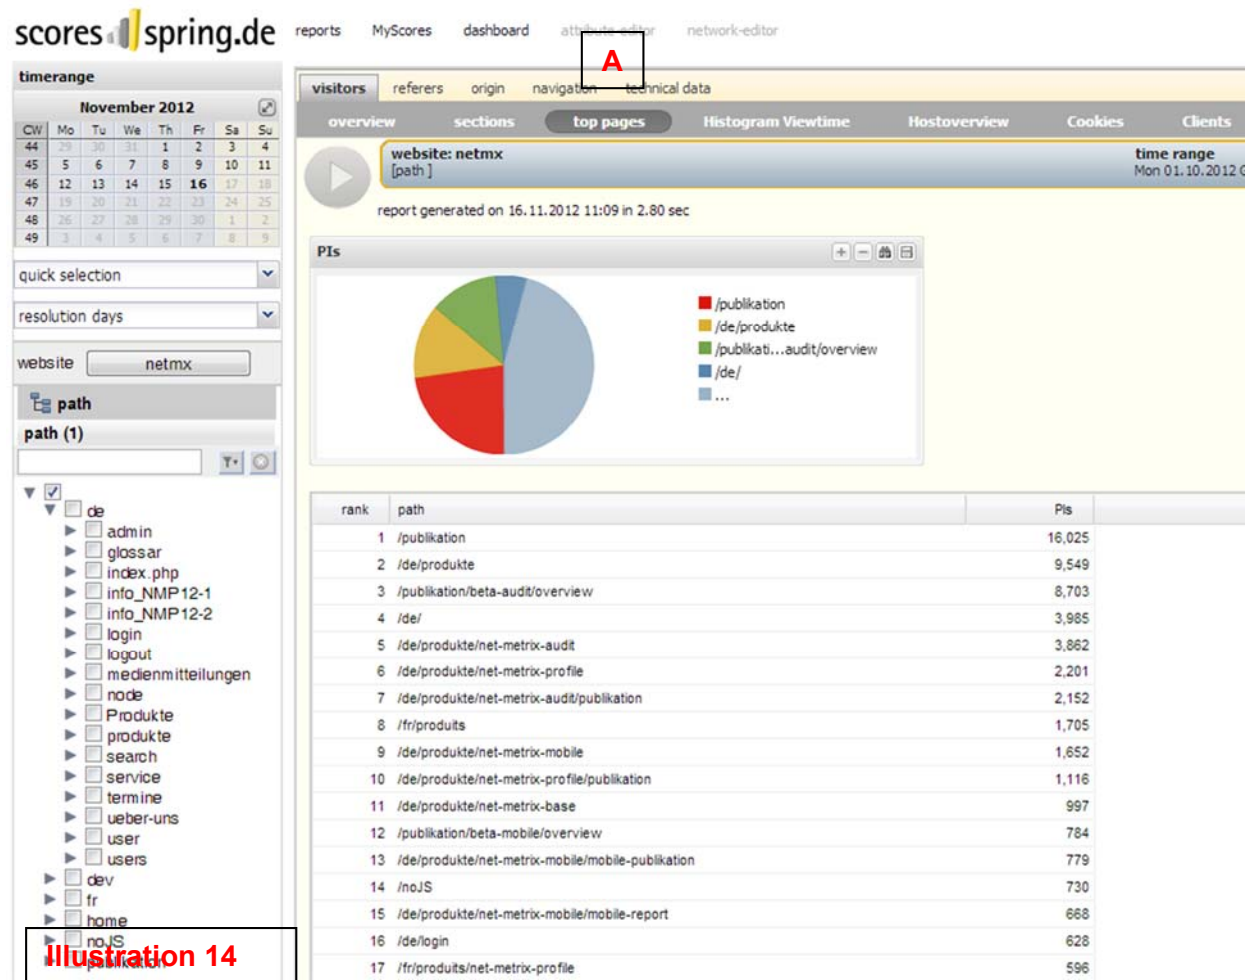 scores spring.de
reports MyScores dashboard attribute-editor network-editor
A
timerange
November 2012
CW Mo Tu We Th Fr Sa Su
44 29 30 31 1 2 3 4
45 5 6 7 8 9 10 11
46 12 13 14 15 16 17 18
47 19 20 21 22 23 24 25
48 26 27 28 29 30 1 2
49 3 4 5 6 7 8 9
quick selection
resolution days
website netmx
path
path (1)
de
admin
glossar
index.php
info_NMP12-1
info_NMP12-2
login
logout
medienmitteilungen
node
Produkte
produkte
search
service
termine
ueber-uns
user
users
dev
fr
home
noJS
publikation
Illustration 14
visitors referers origin navigation technical data
overview sections top pages Histogram Viewtime Hostoverview Cookies Clients
website: netmx
[path ]
time range
Mon 01.10.2012
report generated on 16.11.2012 11:09 in 2.80 sec
PIs
/publikation
/de/produkte
/publikati...audit/overview
/de/
...
rank path PIs
1 /publikation 16,025
2 /de/produkte 9,549
3 /publikation/beta-audit/overview 8,703
4 /de/ 3,985
5 /de/produkte/net-metrix-audit 3,862
6 /de/produkte/net-metrix-profile 2,201
7 /de/produkte/net-metrix-audit/publikation 2,152
8 /fr/produits 1,705
9 /de/produkte/net-metrix-mobile 1,652
10 /de/produkte/net-metrix-profile/publikation 1,116
11 /de/produkte/net-metrix-base 997
12 /publikation/beta-mobile/overview 784
13 /de/produkte/net-metrix-mobile/mobile-publikation 779
14 /noJS 730
15 /de/produkte/net-metrix-mobile/mobile-report 668
16 /de/login 628
17 /fr/produits/net-metrix-profile 596